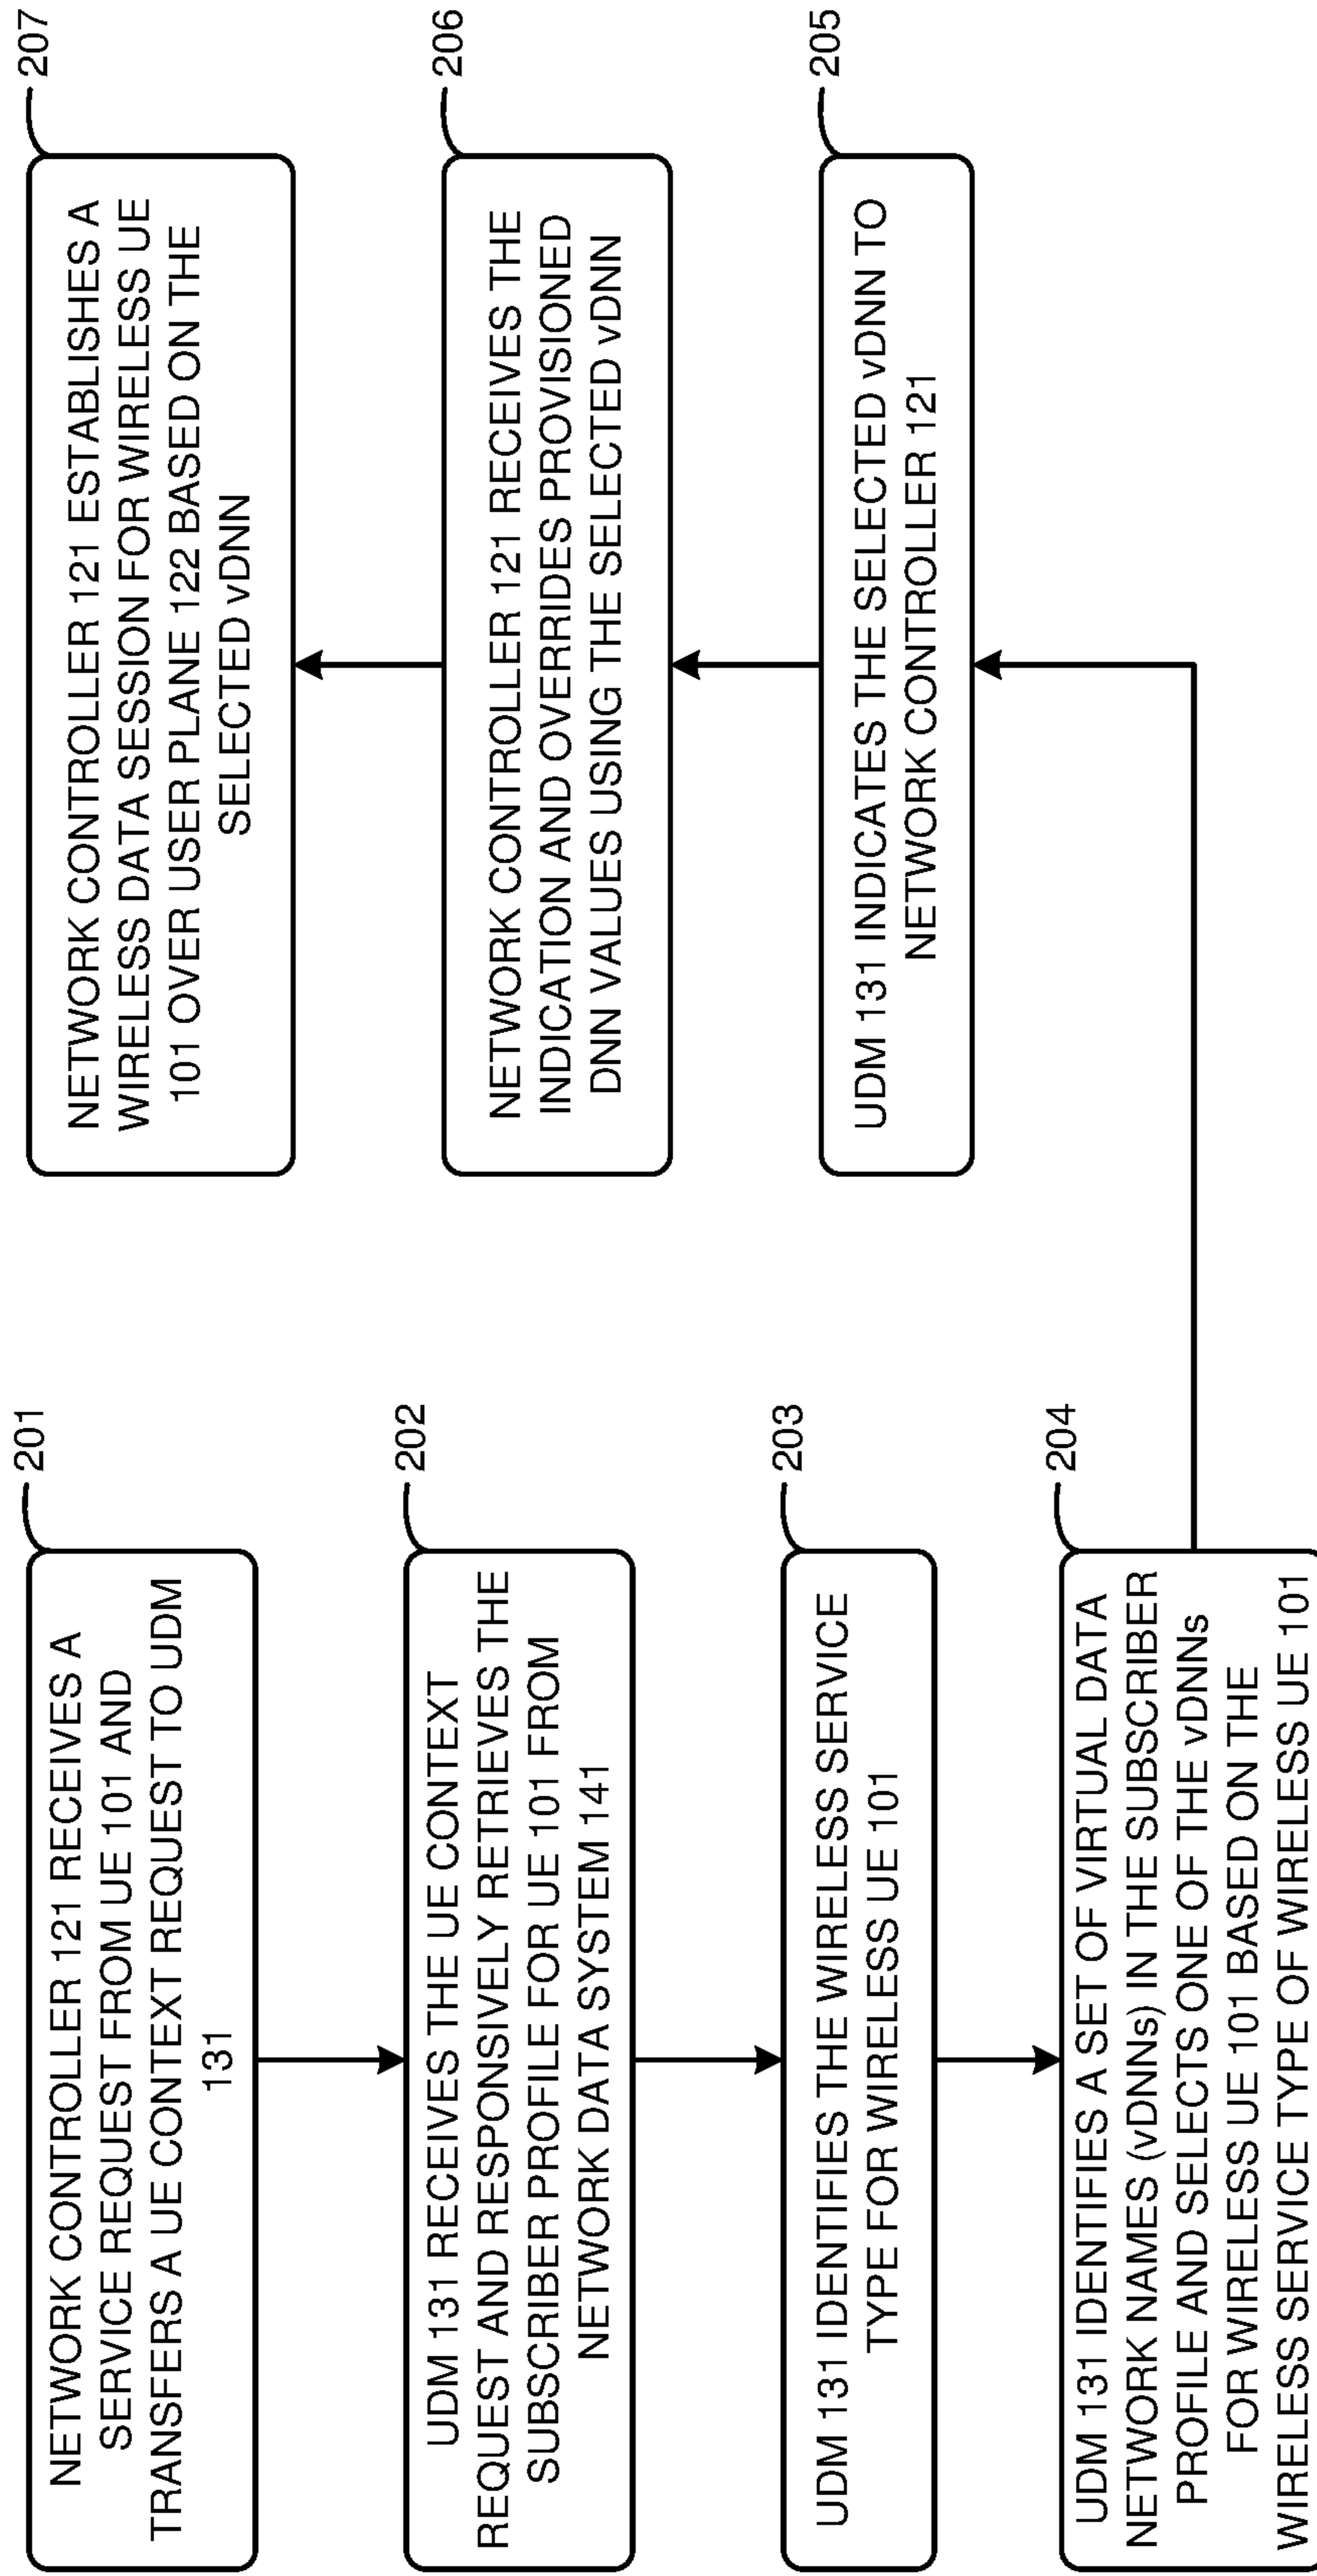 201
NETWORK CONTROLLER 121 RECEIVES A
SERVICE REQUEST FROM UE 101 AND
TRANSFERS A UE CONTEXT REQUEST TO UDM
131
202
UDM 131 RECEIVES THE UE CONTEXT
REQUEST AND RESPONSIVELY RETRIEVES THE
SUBSCRIBER PROFILE FOR UE 101 FROM
NETWORK DATA SYSTEM 141
203
UDM 131 IDENTIFIES THE WIRELESS SERVICE
TYPE FOR WIRELESS UE 101
204
UDM 131 IDENTIFIES A SET OF VIRTUAL DATA
NETWORK NAMES (vDNNs) IN THE SUBSCRIBER
PROFILE AND SELECTS ONE OF THE vDNNs
FOR WIRELESS UE 101 BASED ON THE
WIRELESS SERVICE TYPE OF WIRELESS UE 101
205
UDM 131 INDICATES THE SELECTED vDNN TO
NETWORK CONTROLLER 121
206
NETWORK CONTROLLER 121 RECEIVES THE
INDICATION AND OVERRIDES PROVISIONED
DNN VALUES USING THE SELECTED vDNN
207
NETWORK CONTROLLER 121 ESTABLISHES A
WIRELESS DATA SESSION FOR WIRELESS UE
101 OVER USER PLANE 122 BASED ON THE
SELECTED vDNN